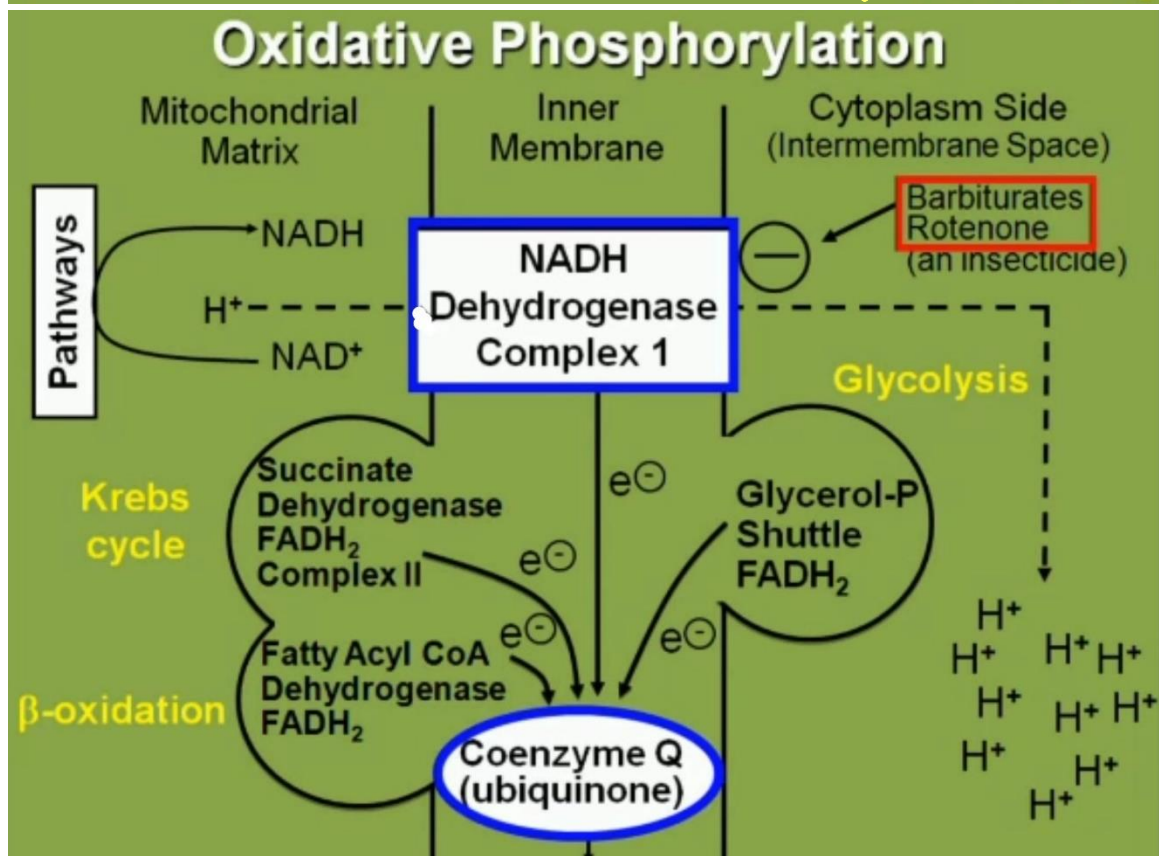 Oxidative Phosphorylation
Mitochondrial
Matrix
Inner
Membrane
Cytoplasm Side
(Intermembrane Space)
Barbiturates
Rotenone
(an insecticide)
Pathways
NADH
H+
NAD+
NADH
Dehydrogenase
Complex 1
Glycolysis
Krebs
cycle
Succinate
Dehydrogenase
FADH₂
Complex II
e⊖
e⊖
Glycerol-P
Shuttle
FADH₂
e⊖
e⊖
β-oxidation
Fatty Acyl CoA
Dehydrogenase
FADH₂
Coenzyme Q
(ubiquinone)
H+
H+
H+
H+
H+
H+
H+
H+
H+
H+